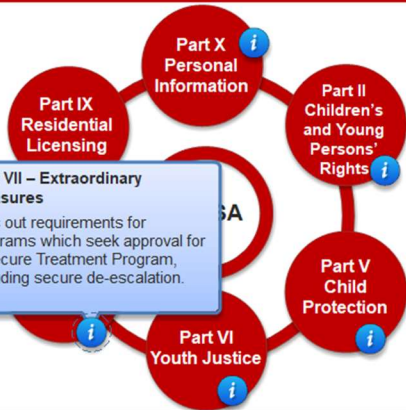 Part X
Personal
Information
i
Part IX
Residential
Licensing
Part II
Children's
and Young
Persons'
Rights
i
VII – Extraordinary
sures
out requirements for
rams which seek approval for
ecure Treatment Program,
ding secure de-escalation.
SA
Part V
Child
Protection
i
i
Part VI
Youth Justice
i